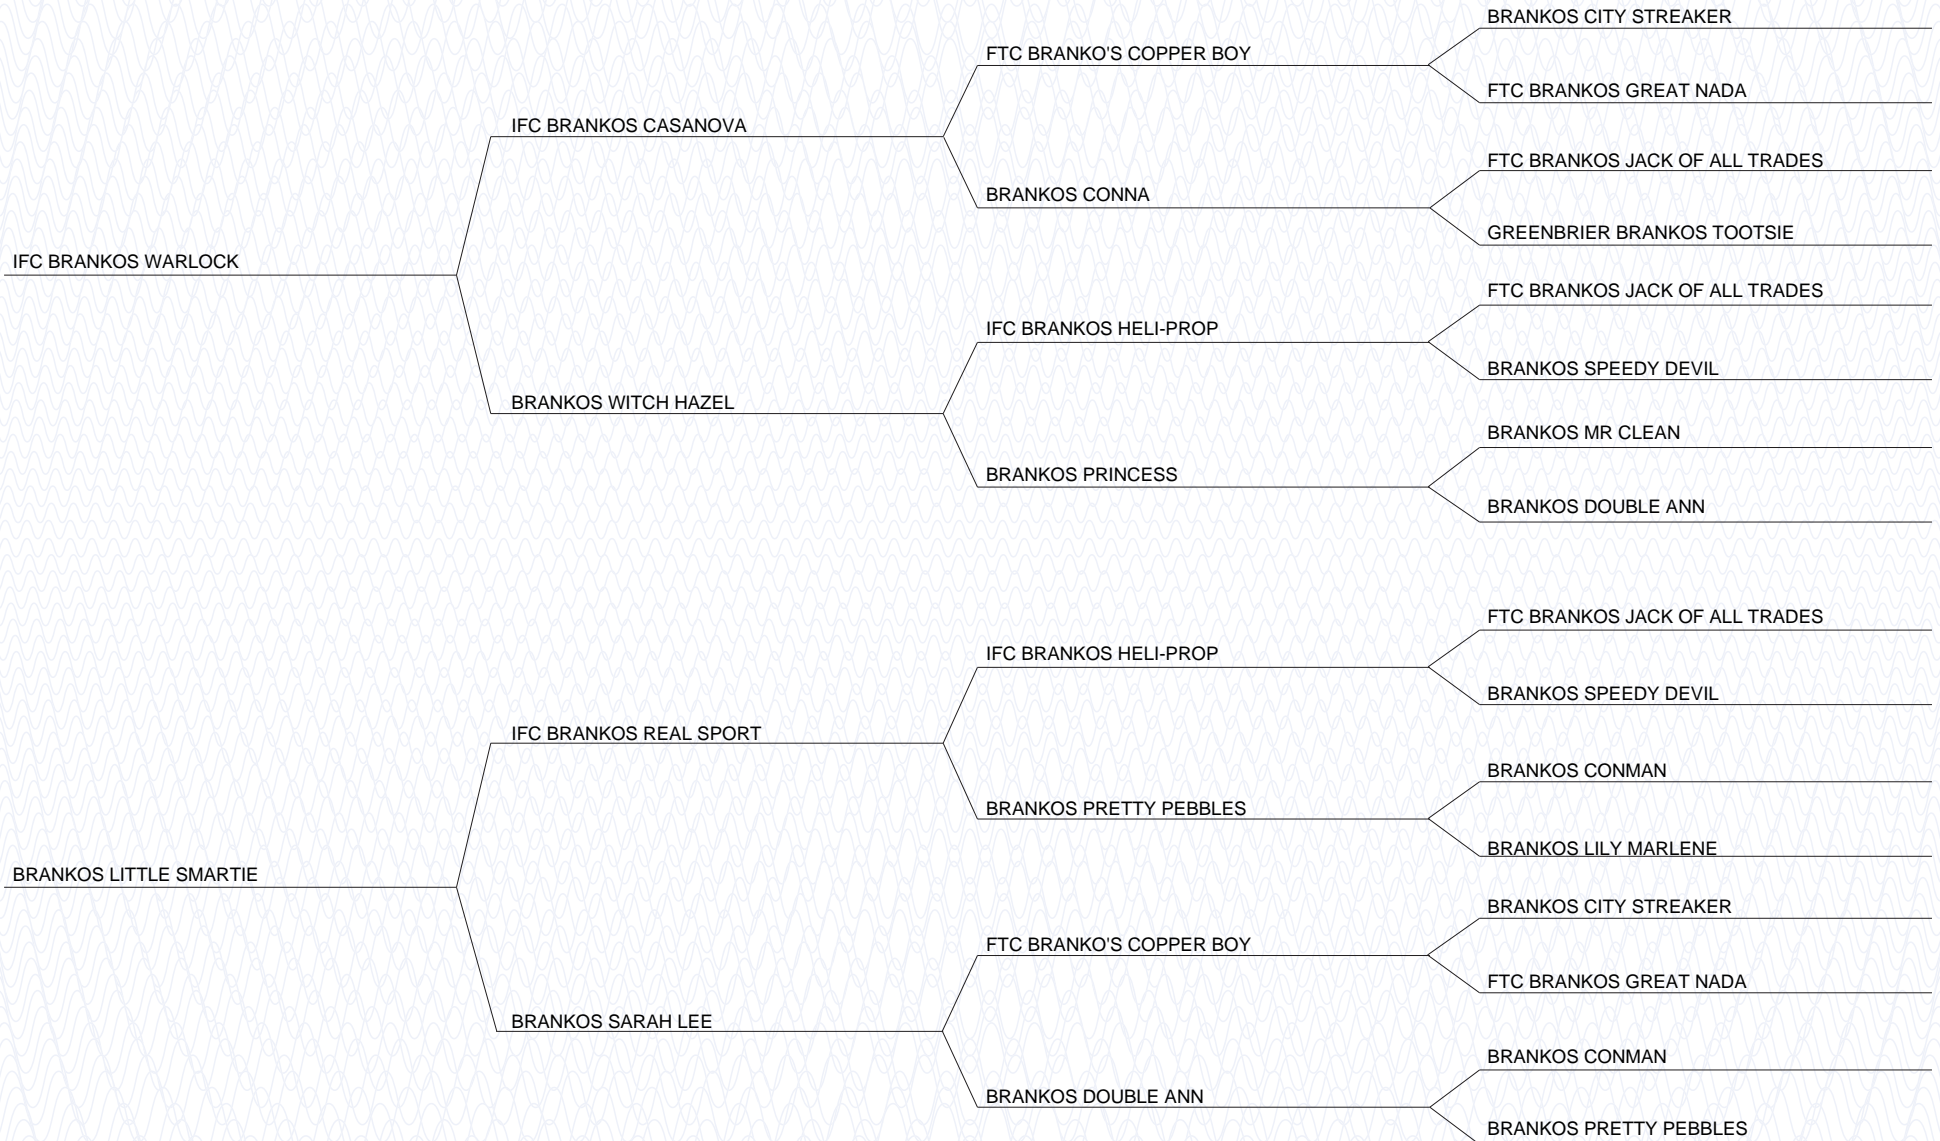 BRANKOS CITY STREAKER
FTC BRANKO'S COPPER BOY
FTC BRANKOS GREAT NADA
IFC BRANKOS CASANOVA
FTC BRANKOS JACK OF ALL TRADES
BRANKOS CONNA
GREENBRIER BRANKOS TOOTSIE
IFC BRANKOS WARLOCK
FTC BRANKOS JACK OF ALL TRADES
IFC BRANKOS HELI-PROP
BRANKOS SPEEDY DEVIL
BRANKOS WITCH HAZEL
BRANKOS MR CLEAN
BRANKOS PRINCESS
BRANKOS DOUBLE ANN
FTC BRANKOS JACK OF ALL TRADES
IFC BRANKOS HELI-PROP
BRANKOS SPEEDY DEVIL
IFC BRANKOS REAL SPORT
BRANKOS CONMAN
BRANKOS PRETTY PEBBLES
BRANKOS LILY MARLENE
BRANKOS LITTLE SMARTIE
BRANKOS CITY STREAKER
FTC BRANKO'S COPPER BOY
FTC BRANKOS GREAT NADA
BRANKOS SARAH LEE
BRANKOS CONMAN
BRANKOS DOUBLE ANN
BRANKOS PRETTY PEBBLES